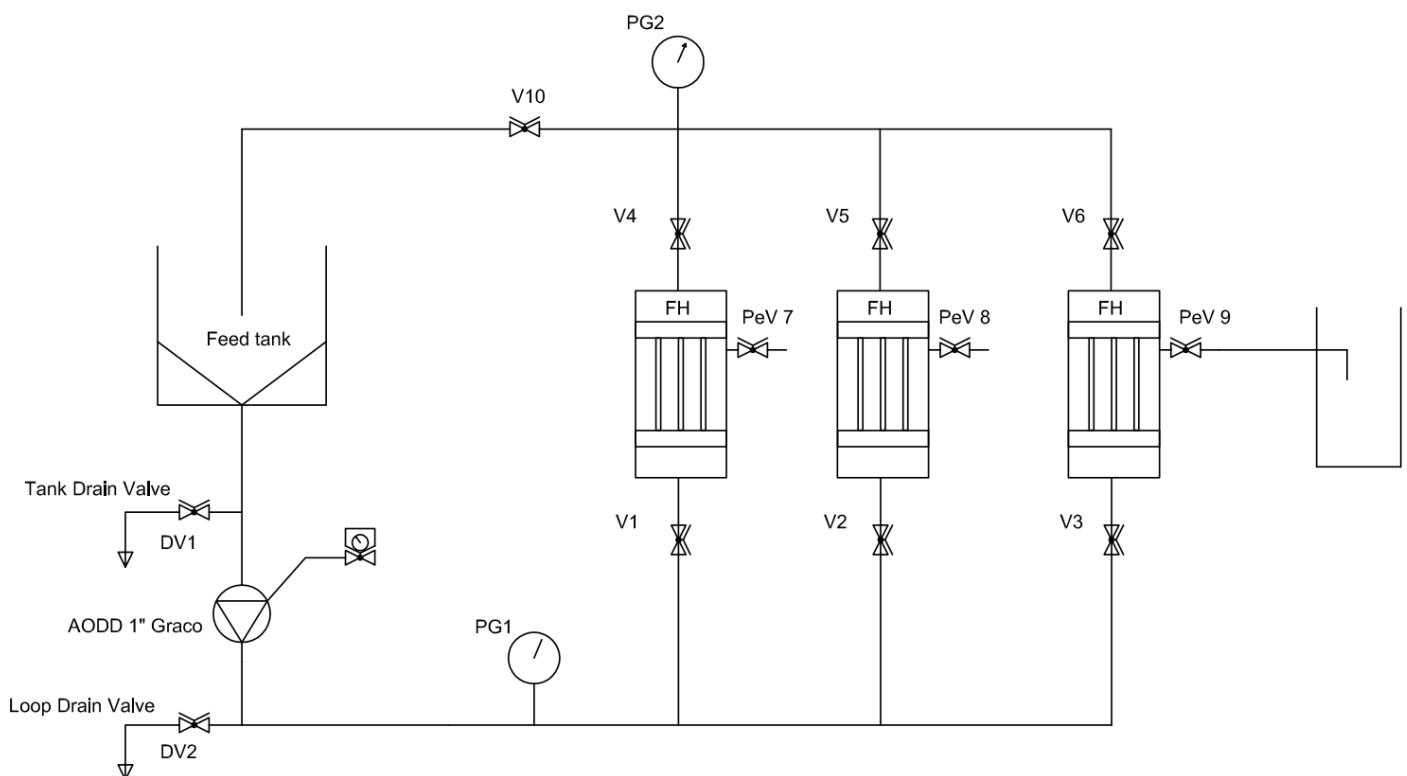 PG2
V10
V4
V5
V6
FH
PeV 7
FH
PeV 8
FH
PeV 9
Feed tank
Tank Drain Valve
DV1
V1
V2
V3
AODD 1" Graco
PG1
Loop Drain Valve
DV2